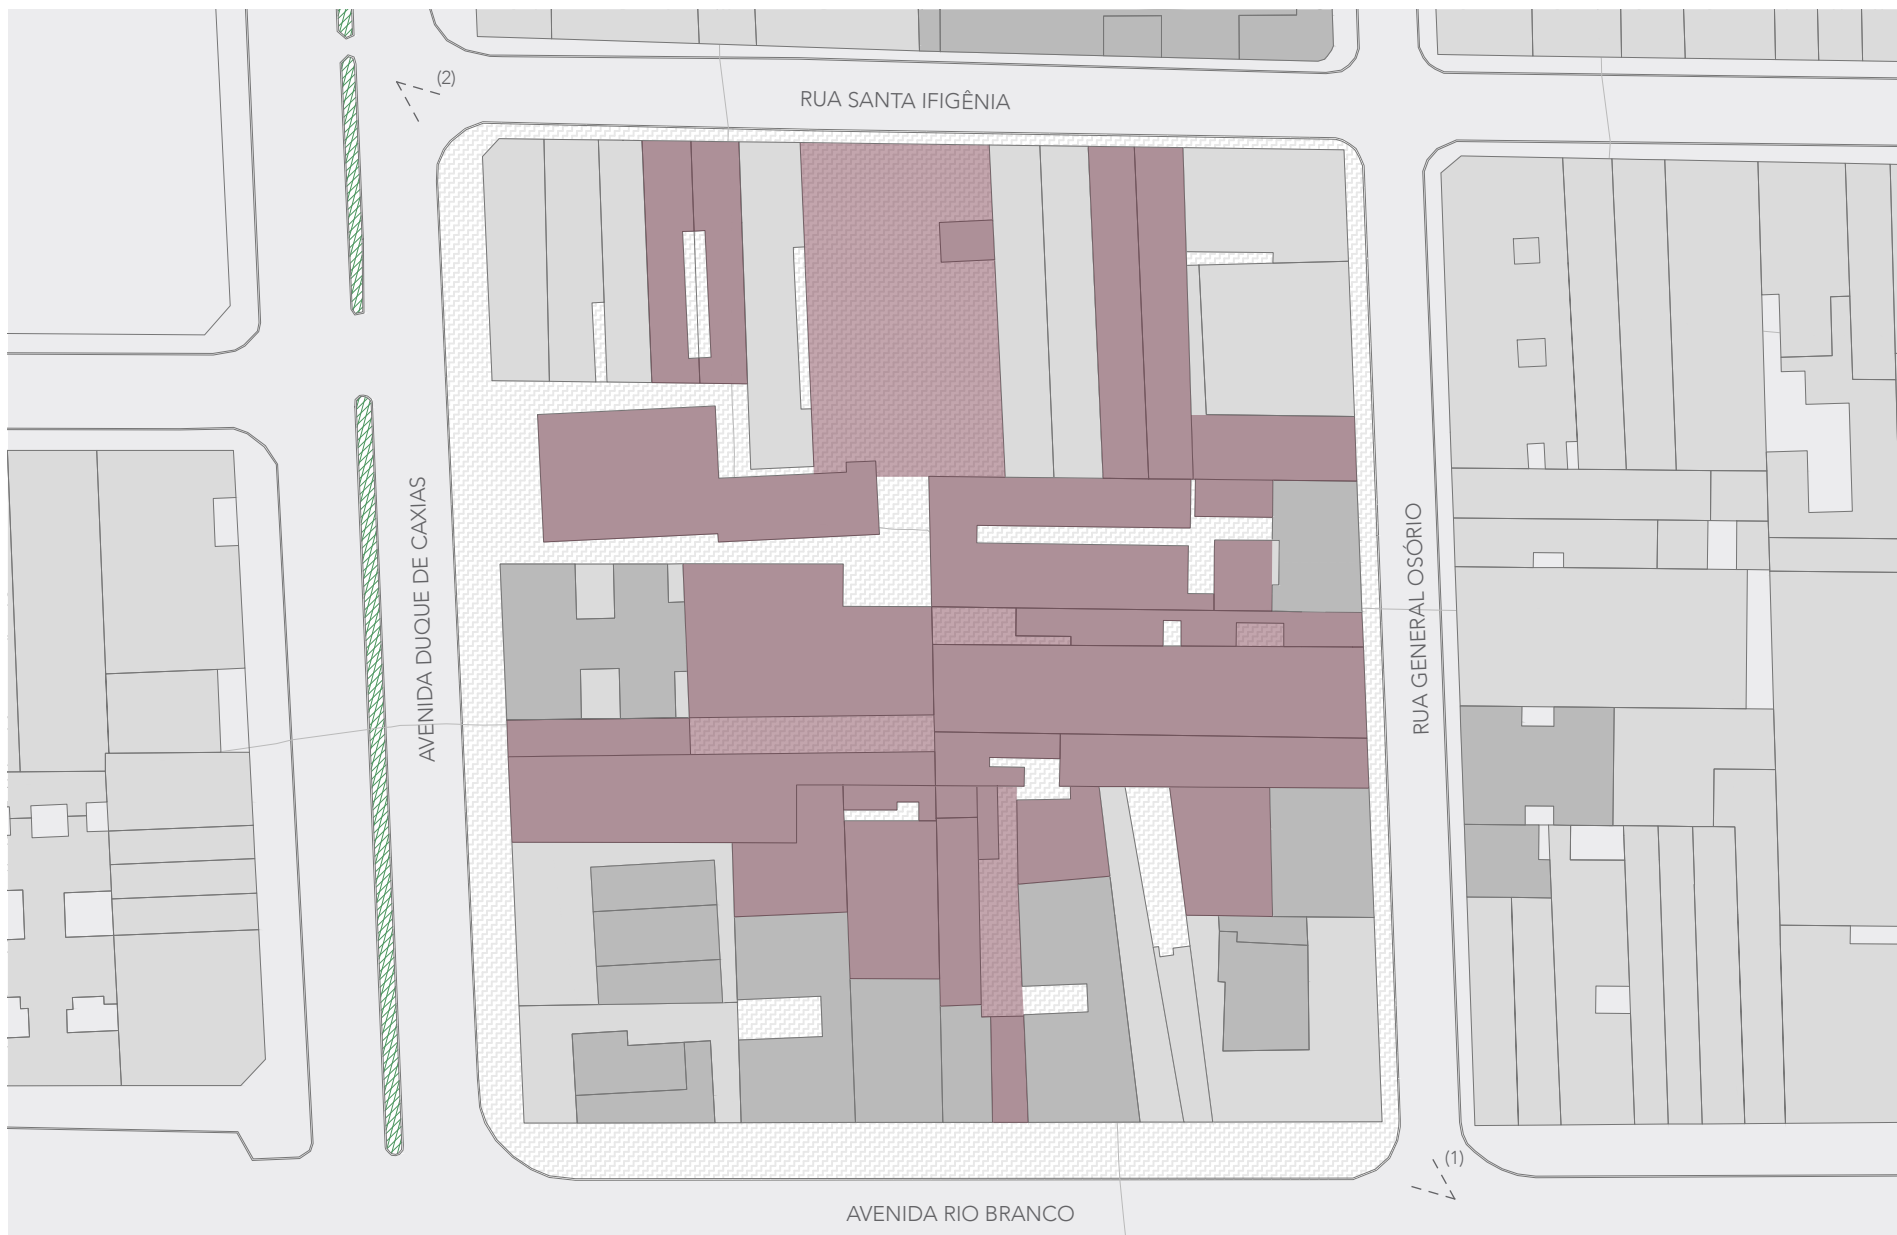 (2)
RUA SANTA IFIGÊNIA
AVENIDA DUQUE DE CAXIAS
RUA GENERAL OSÓRIO
(1)
AVENIDA RIO BRANCO